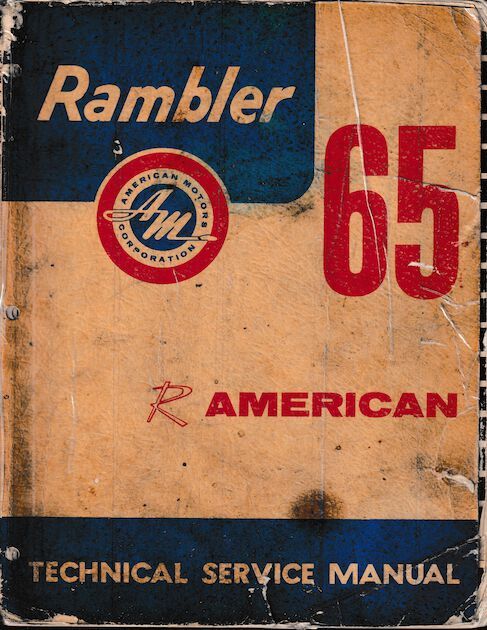 Rambler
65
AMERICAN MOTORS
AM
CORPORATION
R AMERICAN
TECHNICAL SERVICE MANUAL